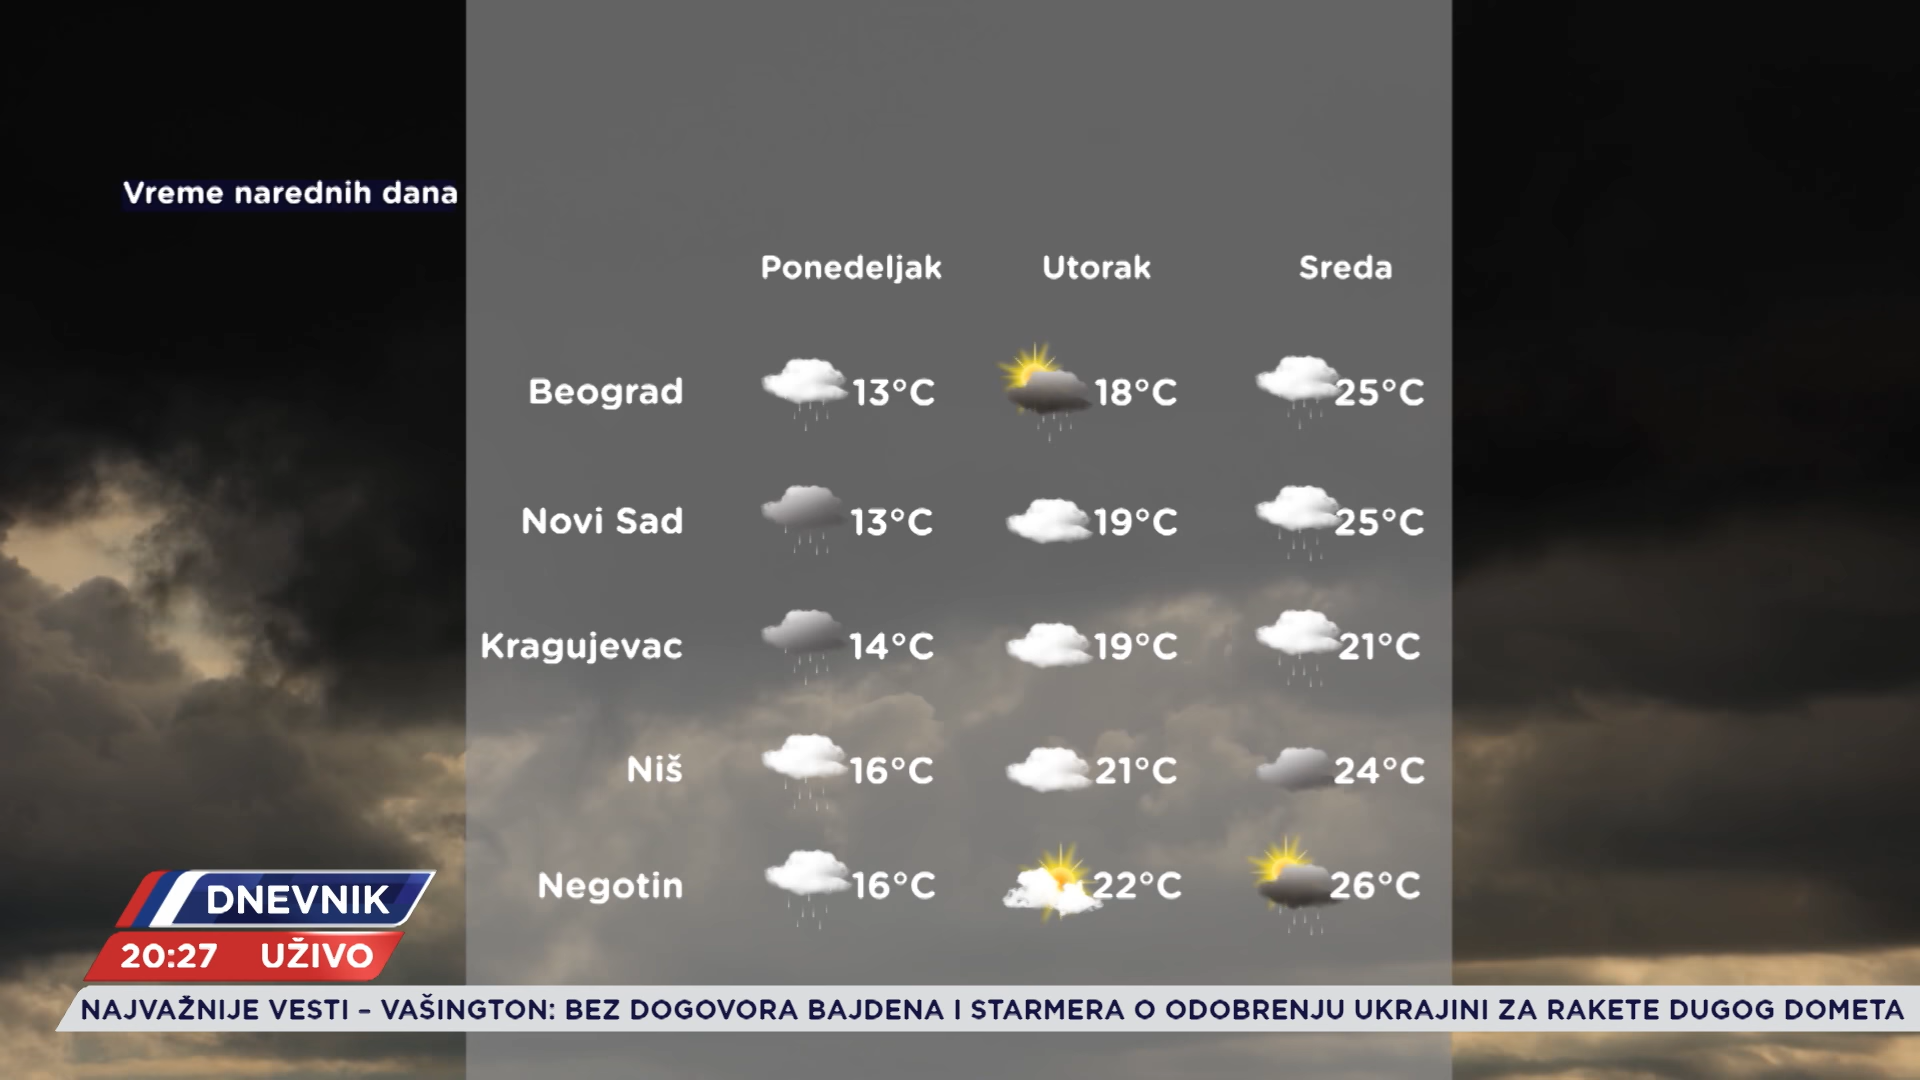 Vreme narednih dana
Ponedeljak Utorak Sreda
Beograd 13°C 18°C 25°C
Novi Sad 13°C 19°C 25°C
Kragujevac 14°C 19°C 21°C
Niš 16°C 21°C 24°C
Negotin 16°C 22°C 26°C
DNEVNIK
20:27 UŽIVO
NAJVAŽNIJE VESTI – VAŠINGTON: BEZ DOGOVORA BAJDENA I STARMERA O ODOBRENJU UKRAJINI ZA RAKETE DUGOG DOMETA